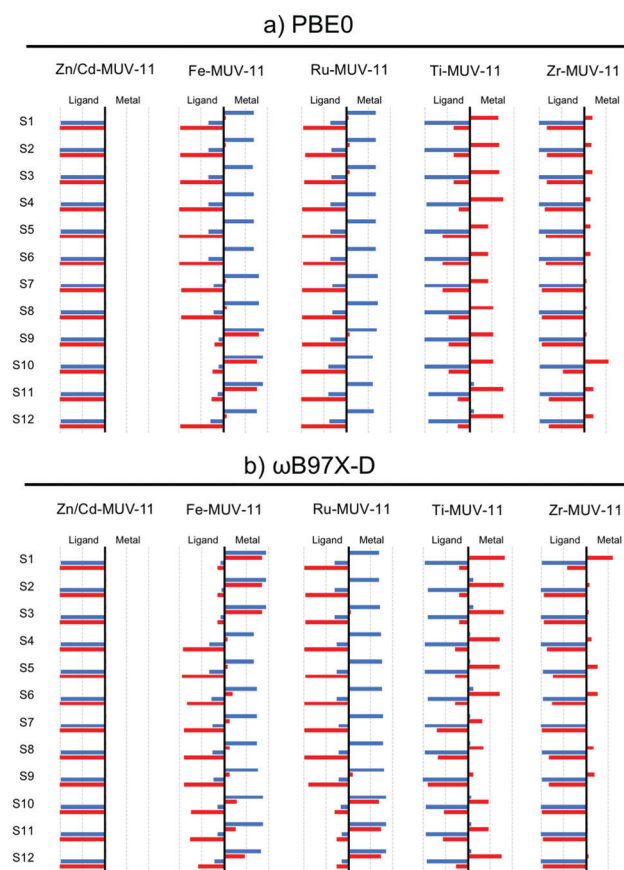 a) PBE0
Zn/Cd-MUV-11 Fe-MUV-11 Ru-MUV-11 Ti-MUV-11 Zr-MUV-11
Ligand Metal Ligand Metal Ligand Metal Ligand Metal Ligand Metal
S1
S2
S3
S4
S5
S6
S7
S8
S9
S10
S11
S12
b) ωB97X-D
Zn/Cd-MUV-11 Fe-MUV-11 Ru-MUV-11 Ti-MUV-11 Zr-MUV-11
Ligand Metal Ligand Metal Ligand Metal Ligand Metal Ligand Metal
S1
S2
S3
S4
S5
S6
S7
S8
S9
S10
S11
S12